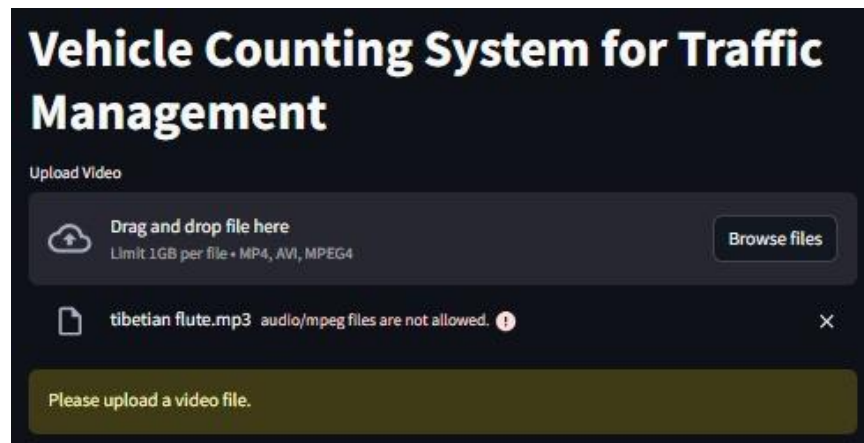 Vehicle Counting System for Traffic
Management
Upload Video
Drag and drop file here
Limit 1GB per file • MP4, AVI, MPEG4
Browse files
tibetian flute.mp3 audio/mpeg files are not allowed.
Please upload a video file.